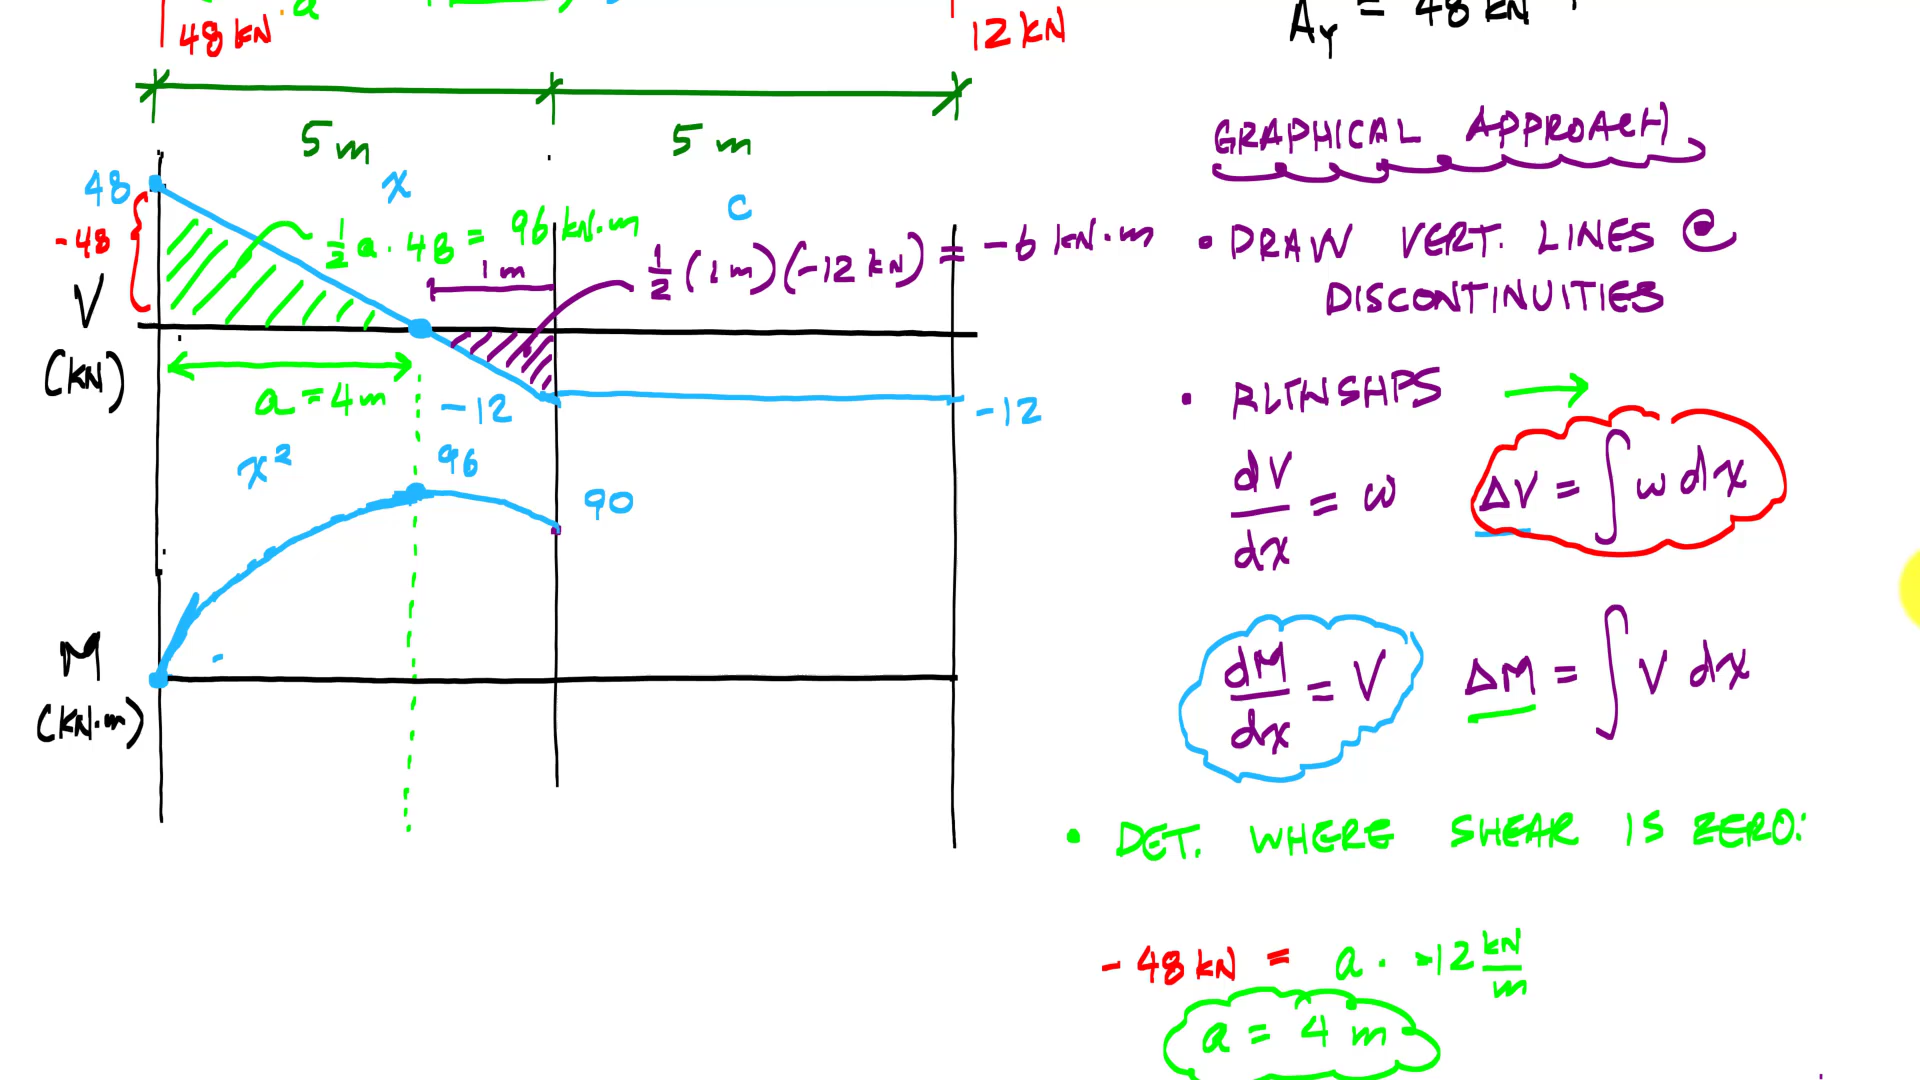 48 kN
12 kN
5 m
5 m
48
-48
x
c
½ a · 48 = 96 kN·m
1 m
½ (1 m)(-12 kN) = -6 kN·m
V
(kN)
a = 4 m
-12
-12
x²
96
90
M
(kN·m)
· a
A_Y = 48 kN
GRAPHICAL APPROACH
• DRAW VERT. LINES @
DISCONTINUITIES
• RLTNSHPS
dV/dx = w
ΔV = ∫ w dx
dM/dx = V
ΔM = ∫ V dx
• DET. WHERE SHEAR IS ZERO:
-48 kN = a · -12 kN/m
a = 4 m